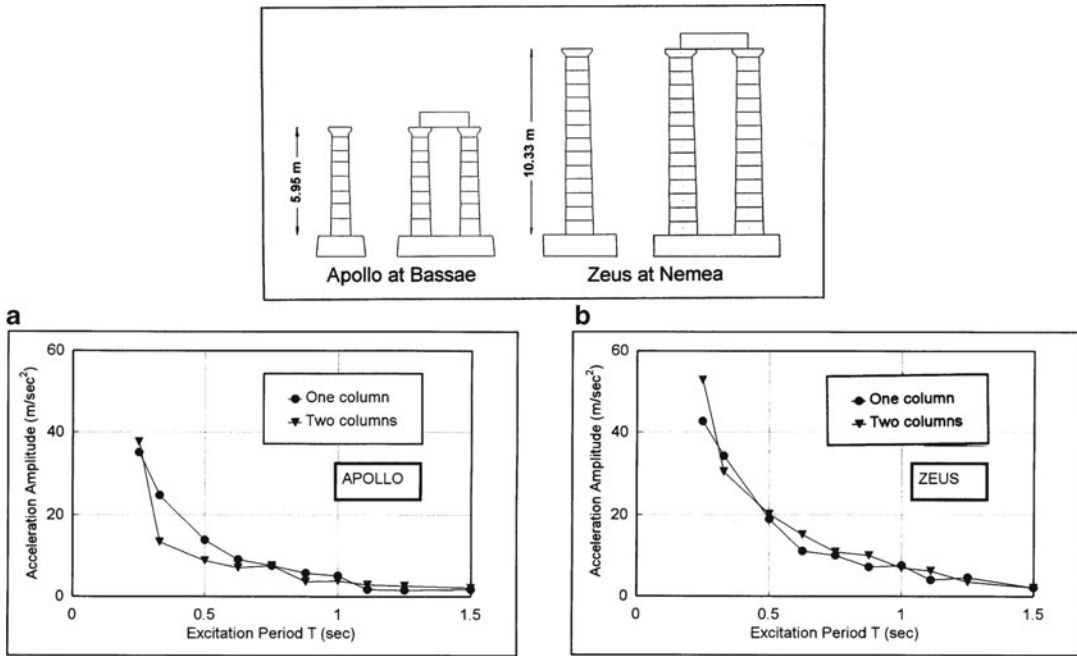 5.95 m
10.33 m
Apollo at Bassae
Zeus at Nemea
a
Acceleration Amplitude (m/sec²)
60
40
20
0
0
0.5
1
1.5
Excitation Period T (sec)
One column
Two columns
APOLLO
b
Acceleration Amplitude (m/sec²)
60
40
20
0
0
0.5
1
1.5
Excitation Period T (sec)
One column
Two columns
ZEUS